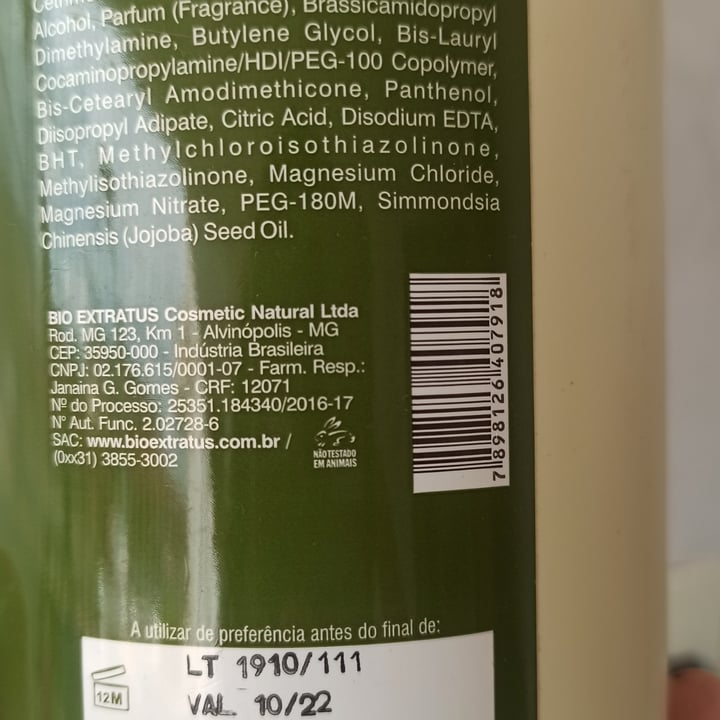 Alcohol, Parfum (Fragrance), Brassicamidopropyl
Dimethylamine, Butylene Glycol, Bis-Lauryl
Cocaminopropylamine/HDI/PEG-100 Copolymer,
Bis-Cetearyl Amodimethicone, Panthenol,
Diisopropyl Adipate, Citric Acid, Disodium EDTA,
BHT, Methylchloroisothiazolinone,
Methylisothiazolinone, Magnesium Chloride,
Magnesium Nitrate, PEG-180M, Simmondsia
Chinensis (Jojoba) Seed Oil.
BIO EXTRATUS Cosmetic Natural Ltda
Rod. MG 123, Km 1 - Alvinópolis - MG
CEP: 35950-000 - Indústria Brasileira
CNPJ: 02.176.615/0001-07 - Farm. Resp.:
Janaina G. Gomes - CRF: 12071
Nº do Processo: 25351.184340/2016-17
N° Aut. Func. 2.02728-6
SAC: www.bioextratus.com.br /
(0xx31) 3855-3002
NÃO TESTADO
EM ANIMAIS
7 898126 407918
A utilizar de preferência antes do final de:
12M
LT 1910/111
VAL 10/22